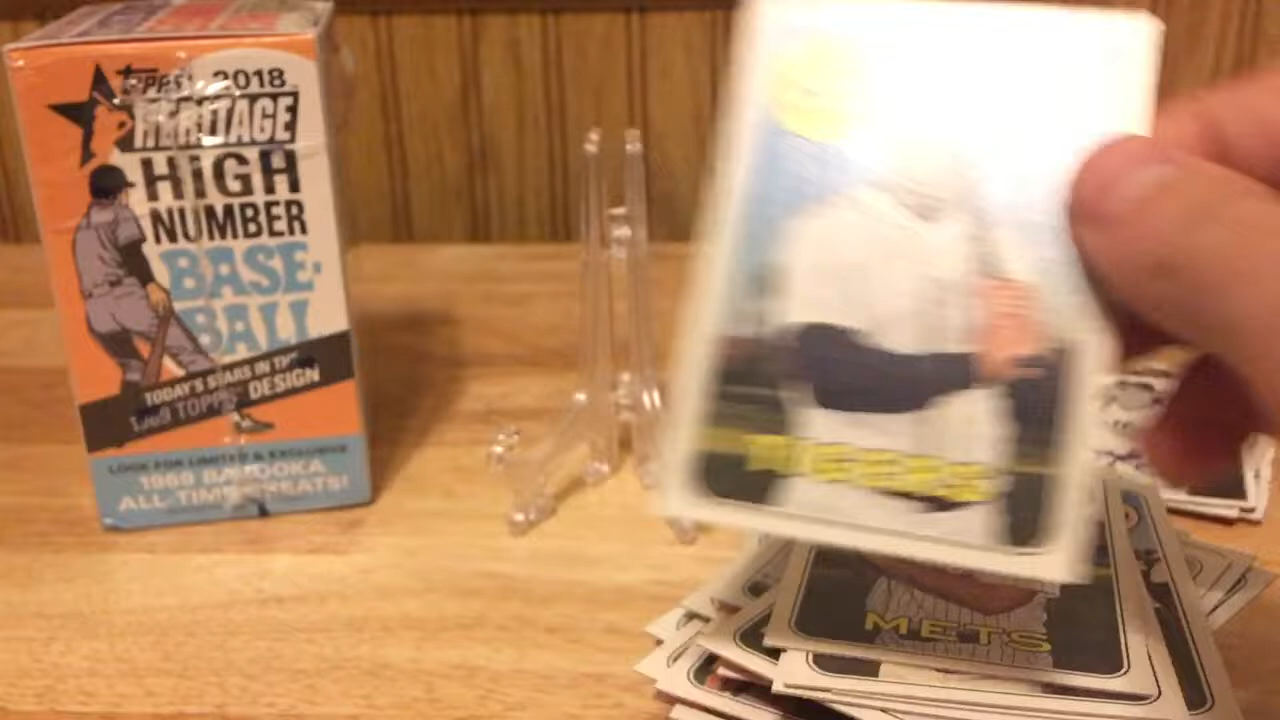 TOPPS 2018
HERITAGE
HIGH
NUMBER
BASE-
BALL
TODAY'S STARS IN THE
1969 TOPPS DESIGN
LOOK FOR LIMITED & EXCLUSIVE
1969 BAZOOKA
ALL TIME GREATS!
TIGERS
METS